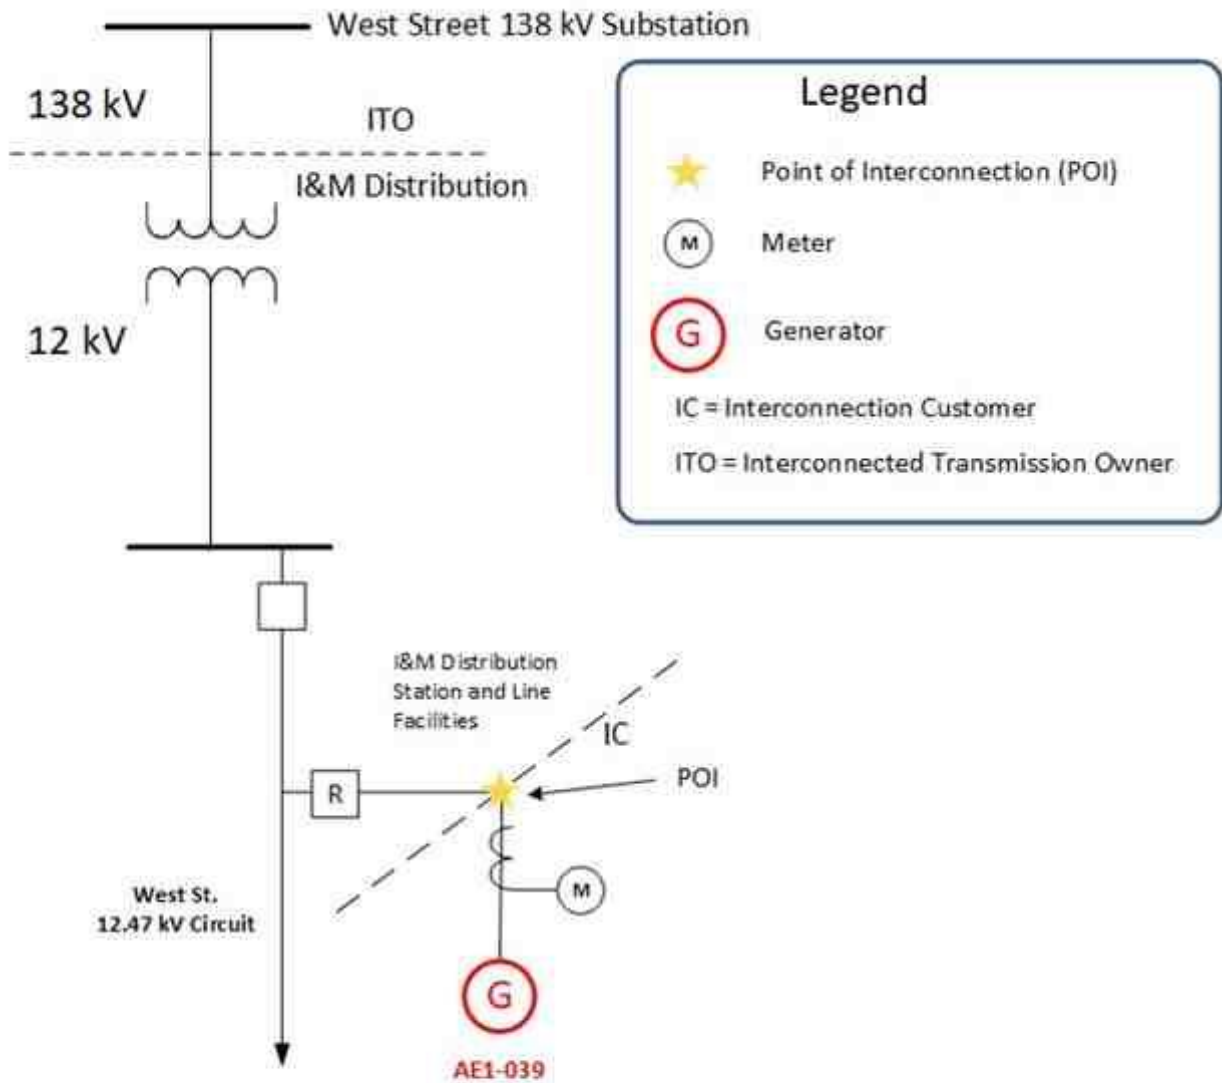 West Street 138 kV Substation
138 kV
ITO
I&M Distribution
12 kV
Legend
Point of Interconnection (POI)
M
Meter
G
Generator
IC = Interconnection Customer
ITO = Interconnected Transmission Owner
I&M Distribution
Station and Line
Facilities
IC
POI
R
M
West St.
12.47 kV Circuit
G
AE1-039